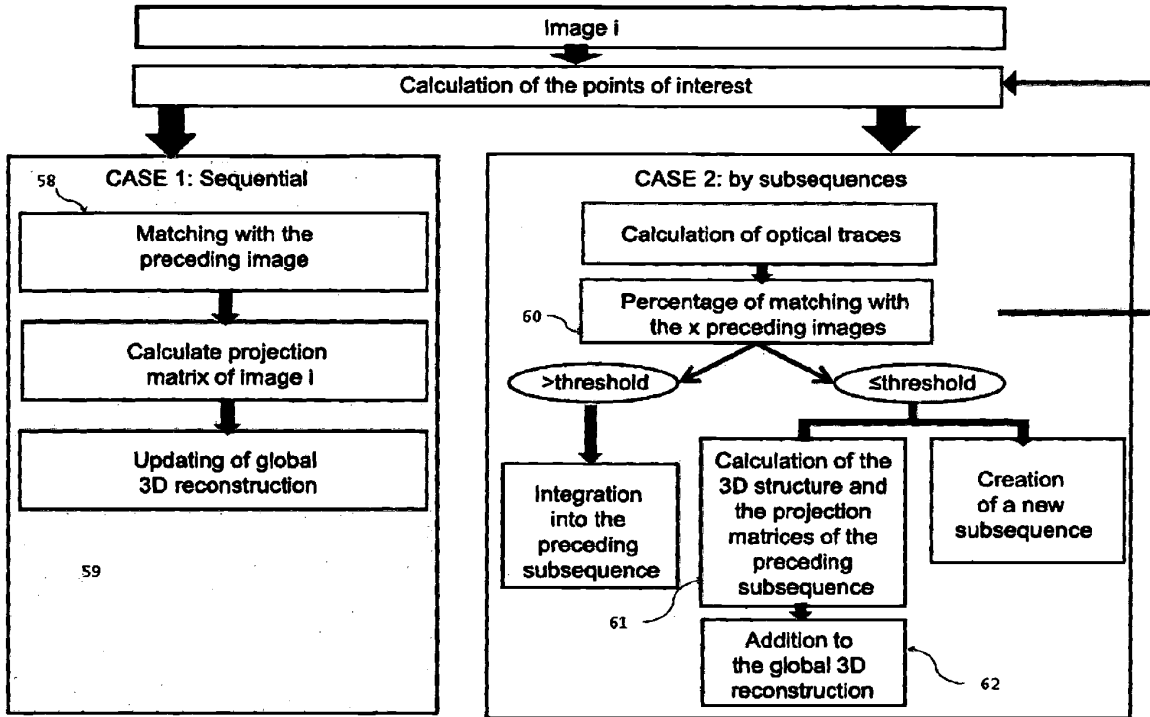 Image i
Calculation of the points of interest
CASE 1: Sequential
58
Matching with the
preceding image
Calculate projection
matrix of image i
Updating of global
3D reconstruction
59
CASE 2: by subsequences
Calculation of optical traces
Percentage of matching with
the x preceding images
60
>threshold
≤threshold
Integration
into the
preceding
subsequence
Calculation of the
3D structure and
the projection
matrices of the
preceding
subsequence
61
Creation
of a new
subsequence
Addition to
the global 3D
reconstruction
62